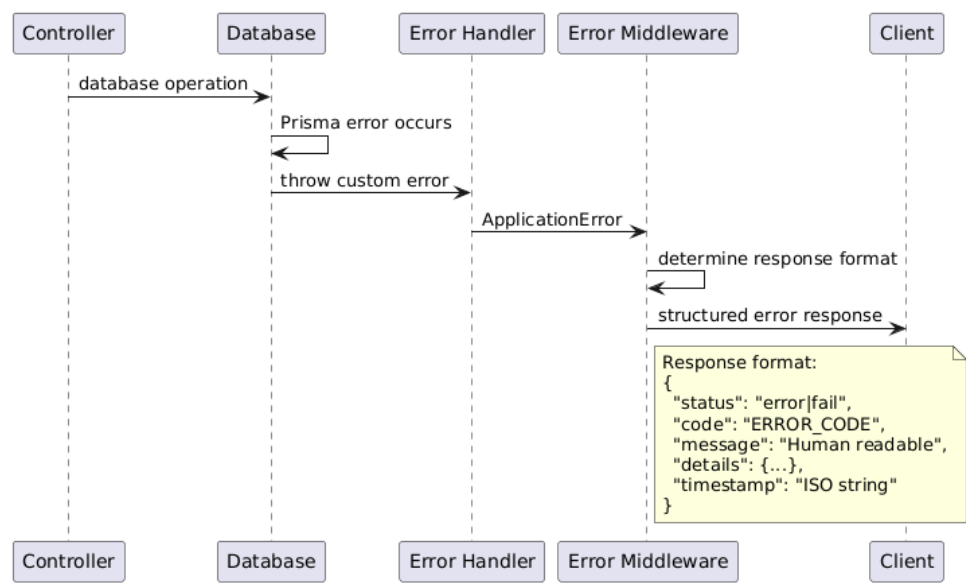 Controller Database Error Handler Error Middleware Client
database operation
Prisma error occurs
throw custom error
ApplicationError
determine response format
structured error response
Response format:
{
"status": "error|fail",
"code": "ERROR_CODE",
"message": "Human readable",
"details": {...},
"timestamp": "ISO string"
}
Controller Database Error Handler Error Middleware Client